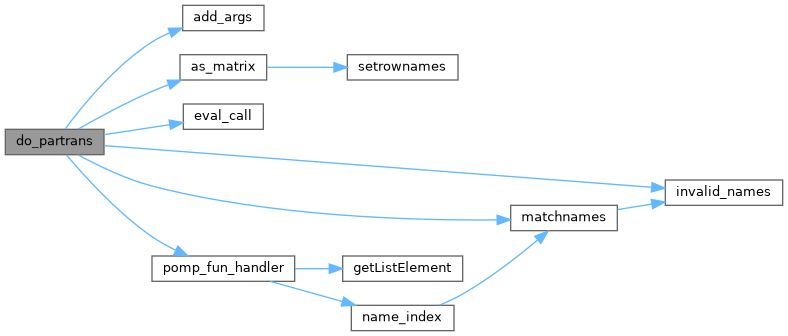 add_args
as_matrix
setrownames
eval_call
do_partrans
invalid_names
matchnames
pomp_fun_handler
getListElement
name_index